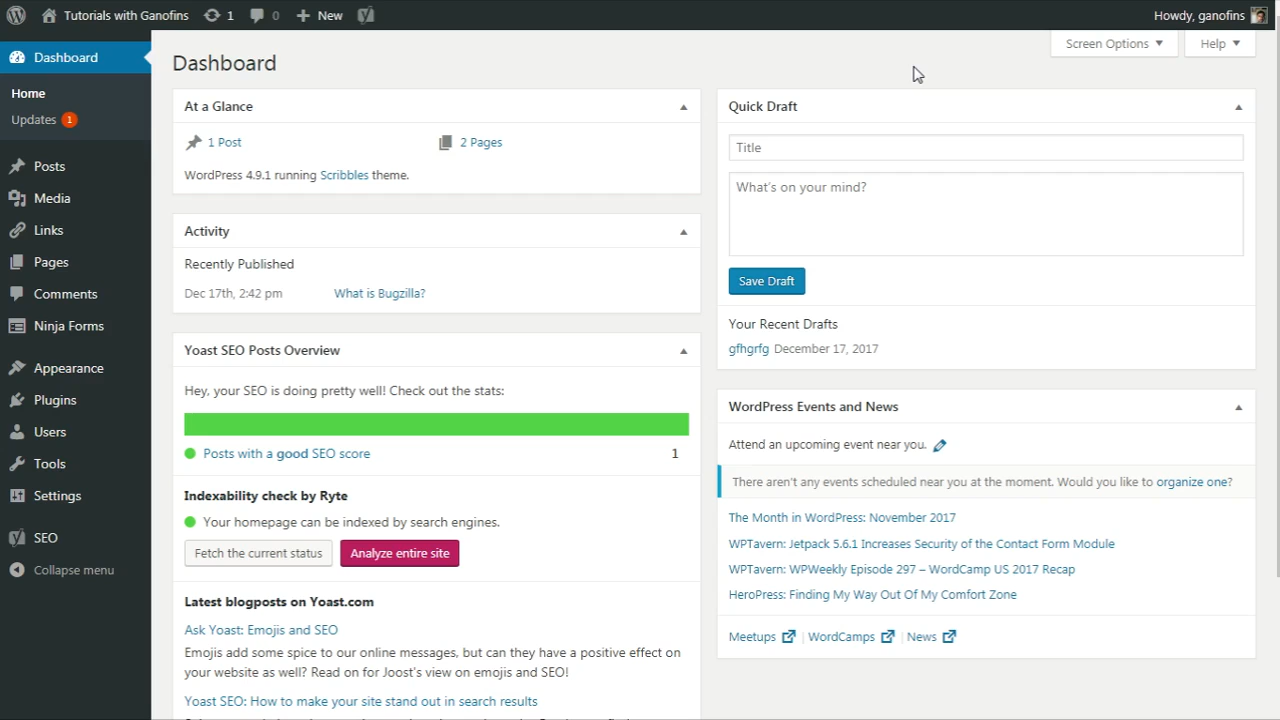 Tutorials with Ganofins 1 0 New Howdy, ganofins
Screen Options Help
Dashboard
Home
Updates 1
Posts
Media
Links
Pages
Comments
Ninja Forms
Appearance
Plugins
Users
Tools
Settings
SEO
Collapse menu
Dashboard
At a Glance
1 Post 2 Pages
WordPress 4.9.1 running Scribbles theme.
Activity
Recently Published
Dec 17th, 2:42 pm What is Bugzilla?
Yoast SEO Posts Overview
Hey, your SEO is doing pretty well! Check out the stats:
Posts with a good SEO score 1
Indexability check by Ryte
Your homepage can be indexed by search engines.
Fetch the current status Analyze entire site
Latest blogposts on Yoast.com
Ask Yoast: Emojis and SEO
Emojis add some spice to our online messages, but can they have a positive effect on
your website as well? Read on for Joost's view on emojis and SEO!
Yoast SEO: How to make your site stand out in search results
Quick Draft
Title
What's on your mind?
Save Draft
Your Recent Drafts
gfhgrfg December 17, 2017
WordPress Events and News
Attend an upcoming event near you.
There aren't any events scheduled near you at the moment. Would you like to organize one?
The Month in WordPress: November 2017
WPTavern: Jetpack 5.6.1 Increases Security of the Contact Form Module
WPTavern: WPWeekly Episode 297 – WordCamp US 2017 Recap
HeroPress: Finding My Way Out Of My Comfort Zone
Meetups | WordCamps | News